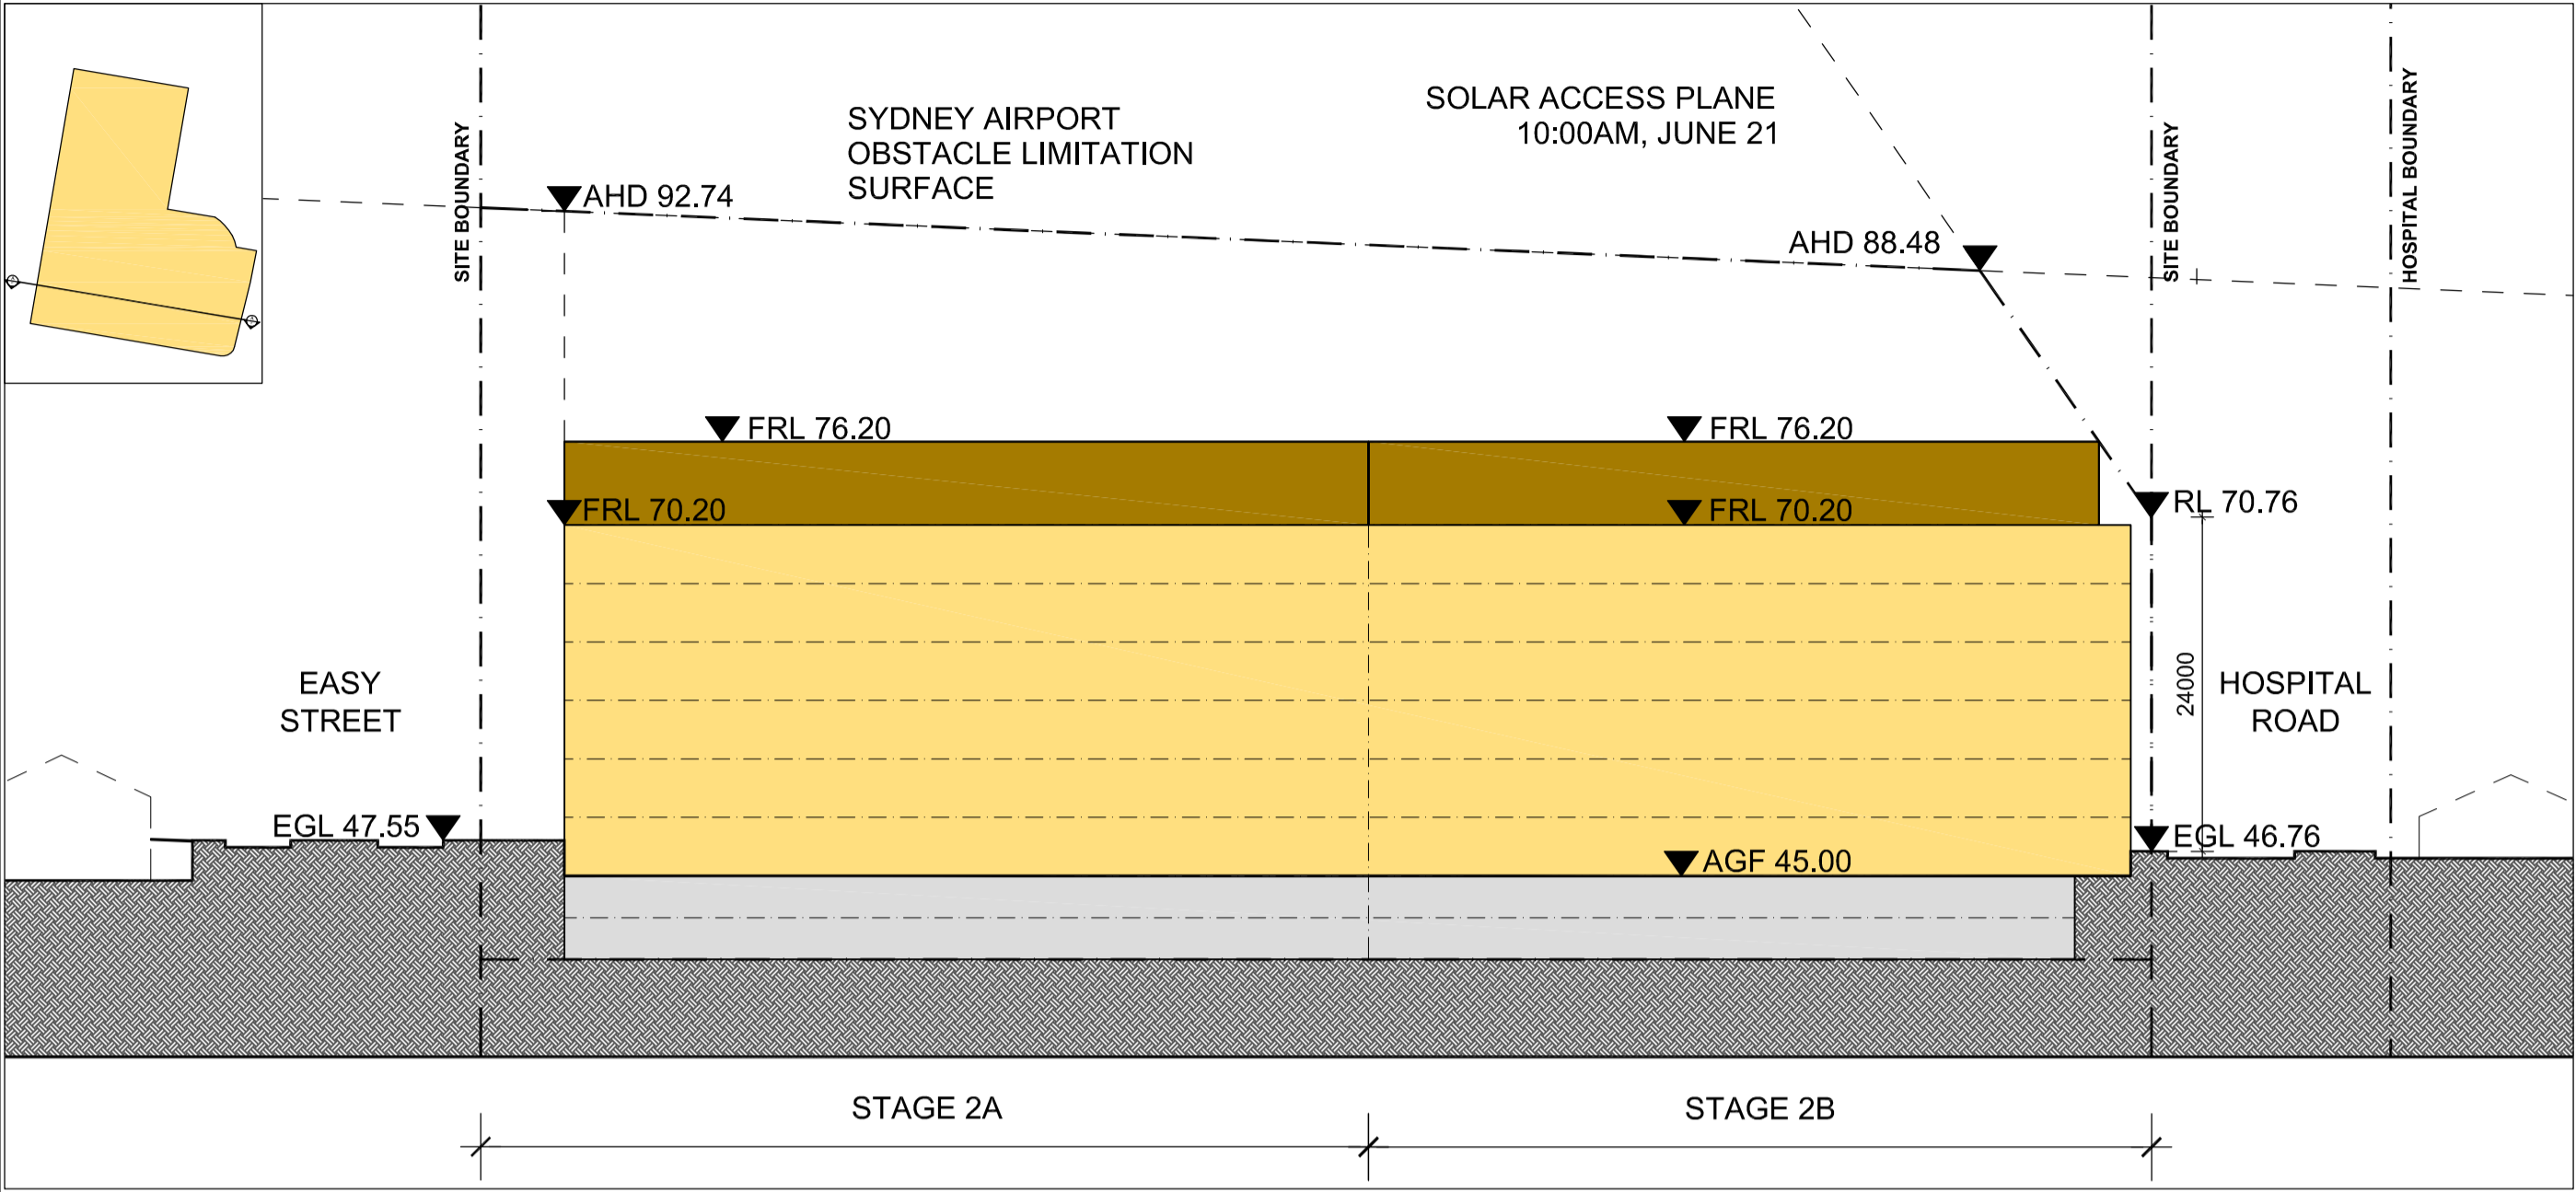 SITE BOUNDARY
SYDNEY AIRPORT
OBSTACLE LIMITATION
SURFACE
SOLAR ACCESS PLANE
10:00AM, JUNE 21
SITE BOUNDARY
HOSPITAL BOUNDARY
AHD 92.74
AHD 88.48
FRL 76.20
FRL 76.20
FRL 70.20
FRL 70.20
RL 70.76
EASY
STREET
24000
HOSPITAL
ROAD
EGL 47.55
EGL 46.76
AGF 45.00
STAGE 2A
STAGE 2B